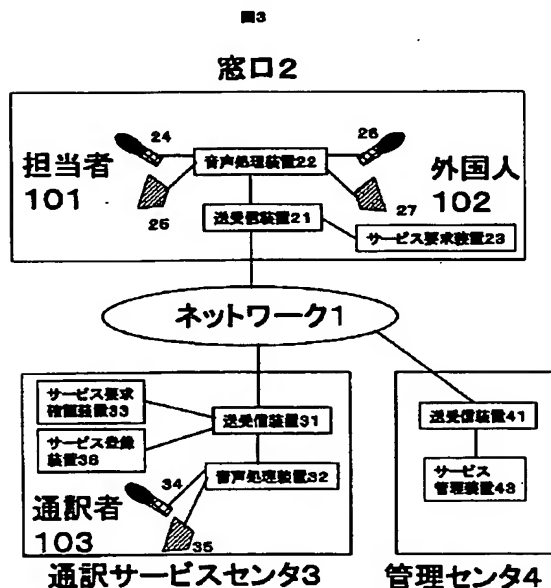 図3
窓口2
24
26
担当者
101
音声処理装置22
外国人
102
25
27
送受信装置21
サービス要求装置23
ネットワーク1
サービス要求
確認装置33
送受信装置31
サービス登録
装置36
音声処理装置32
34
通訳者
103
35
通訳サービスセンタ3
送受信装置41
サービス
管理装置43
管理センタ4